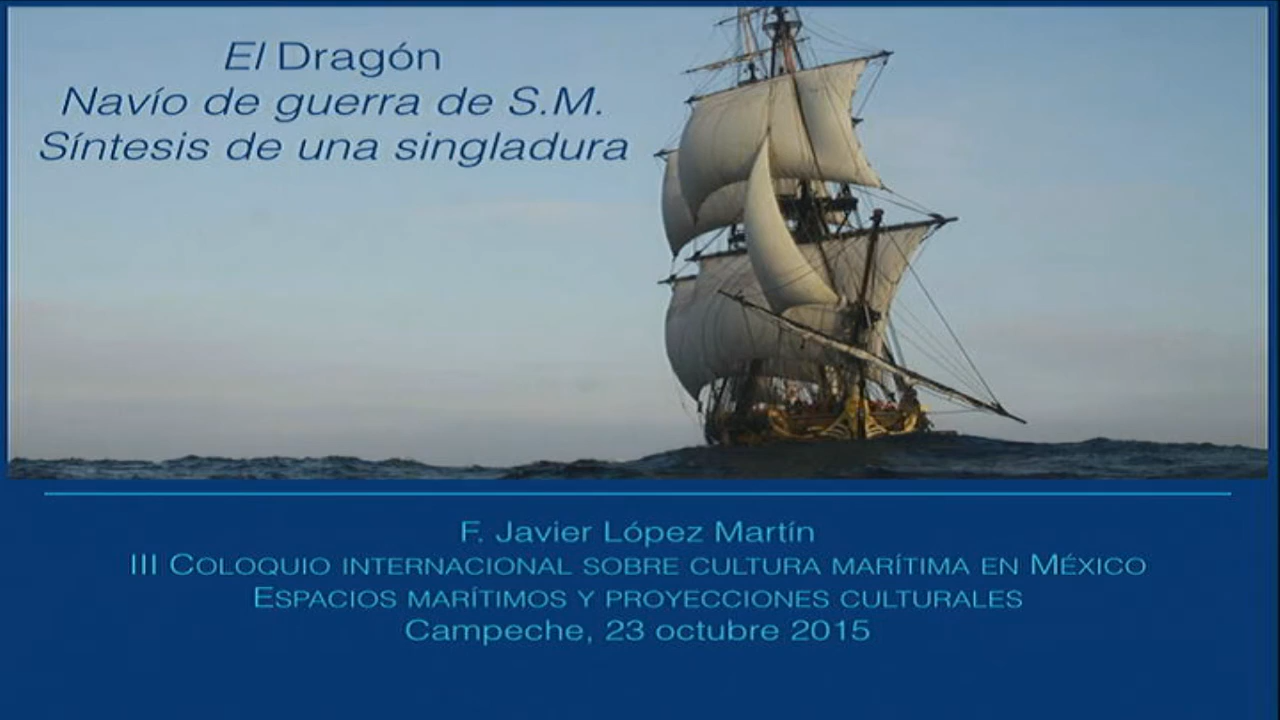 El Dragón
Navío de guerra de S.M.
Síntesis de una singladura
F. Javier López Martín
III COLOQUIO INTERNACIONAL SOBRE CULTURA MARÍTIMA EN MÉXICO
ESPACIOS MARÍTIMOS Y PROYECCIONES CULTURALES
Campeche, 23 octubre 2015